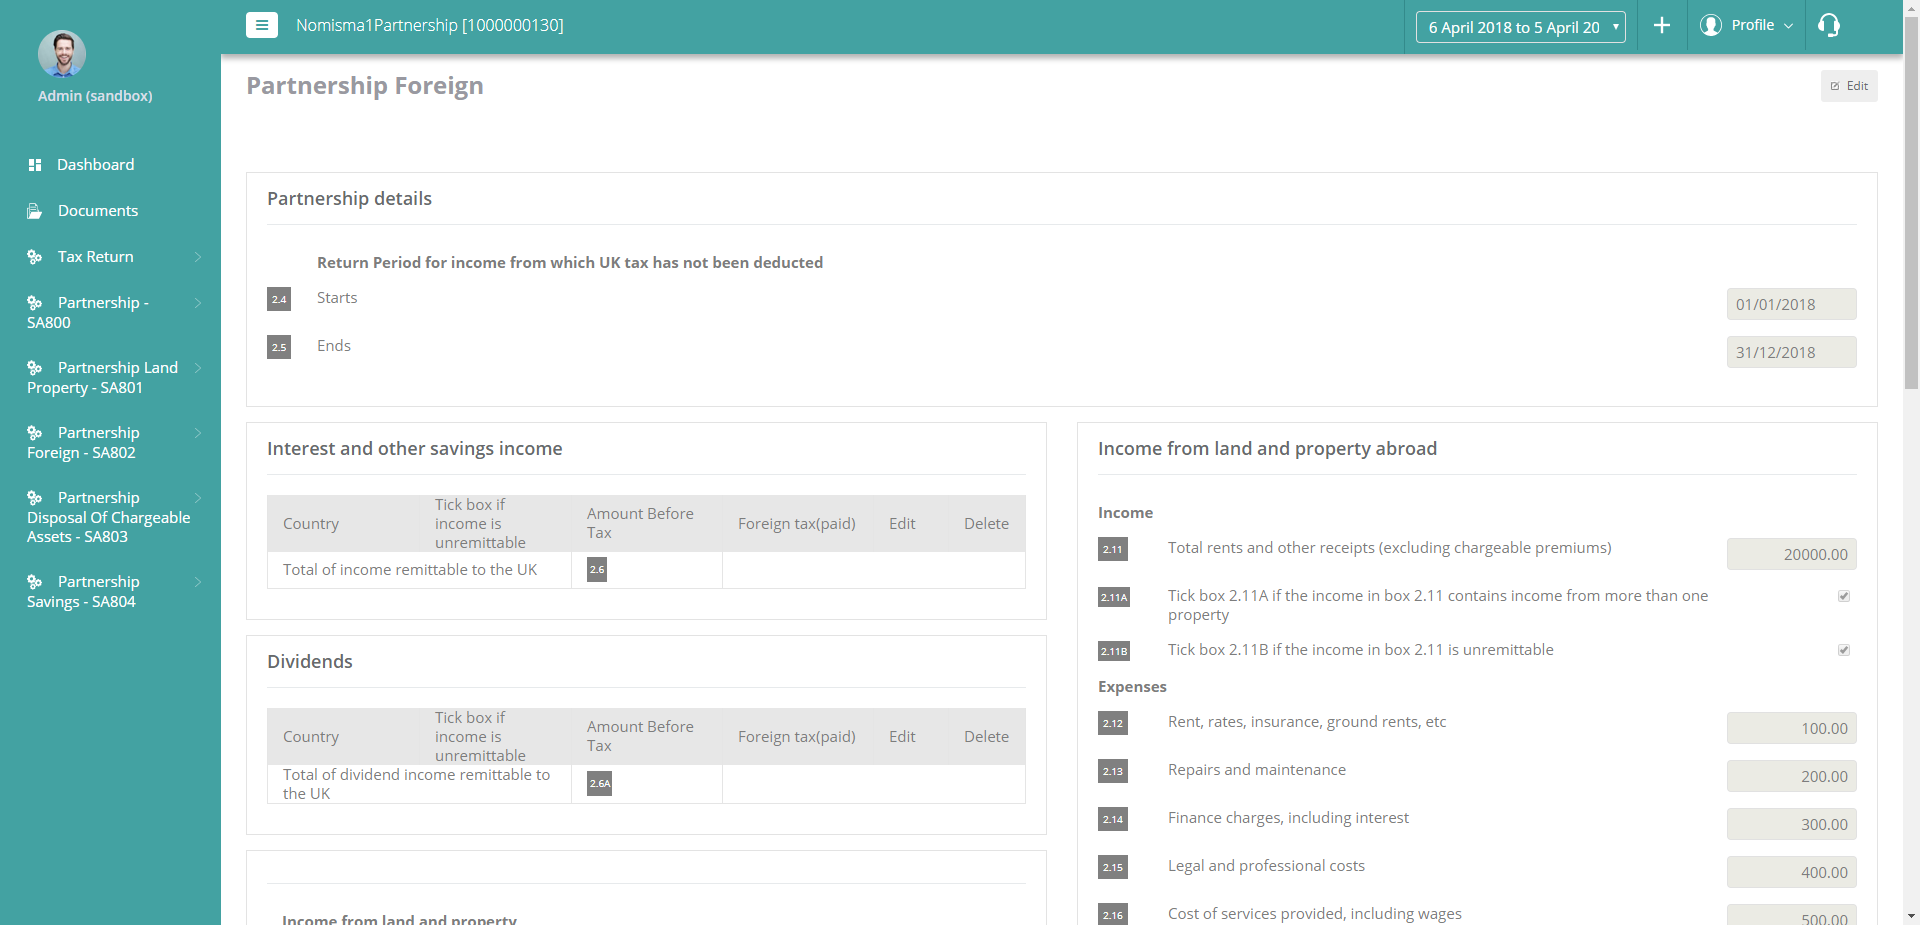 Nomisma1Partnership [1000000130]
6 April 2018 to 5 April 20
Profile
Admin (sandbox)
Dashboard
Documents
Tax Return
Partnership -
SA800
Partnership Land
Property - SA801
Partnership
Foreign - SA802
Partnership
Disposal Of Chargeable
Assets - SA803
Partnership
Savings - SA804
Partnership Foreign
Edit
Partnership details
Return Period for income from which UK tax has not been deducted
2.4 Starts 01/01/2018
2.5 Ends 31/12/2018
Interest and other savings income
Country
Tick box if
income is
unremittable
Amount Before
Tax
Foreign tax(paid)
Edit
Delete
Total of income remittable to the UK
2.6
Dividends
Country
Tick box if
income is
unremittable
Amount Before
Tax
Foreign tax(paid)
Edit
Delete
Total of dividend income remittable to
the UK
2.6A
Income from land and property
Income from land and property abroad
Income
2.11 Total rents and other receipts (excluding chargeable premiums) 20000.00
2.11A Tick box 2.11A if the income in box 2.11 contains income from more than one
property
2.11B Tick box 2.11B if the income in box 2.11 is unremittable
Expenses
2.12 Rent, rates, insurance, ground rents, etc 100.00
2.13 Repairs and maintenance 200.00
2.14 Finance charges, including interest 300.00
2.15 Legal and professional costs 400.00
2.16 Cost of services provided, including wages 500.00